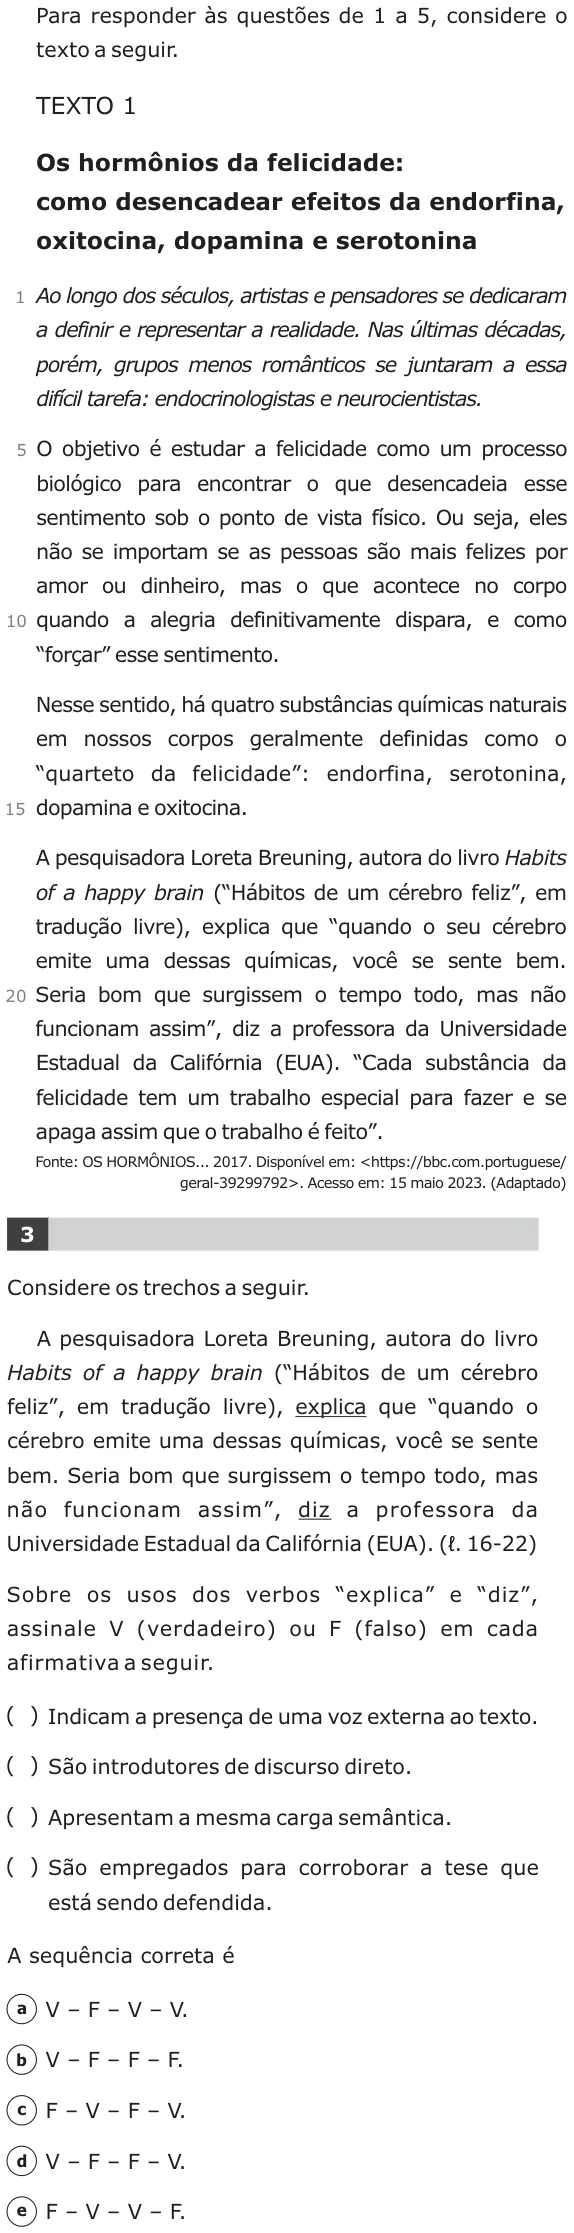 Para responder às questões de 1 a 5, considere o
texto a seguir.
TEXTO 1
Os hormônios da felicidade:
como desencadear efeitos da endorfina,
oxitocina, dopamina e serotonina
1 Ao longo dos séculos, artistas e pensadores se dedicaram
a definir e representar a realidade. Nas últimas décadas,
porém, grupos menos românticos se juntaram a essa
difícil tarefa: endocrinologistas e neurocientistas.
5 O objetivo é estudar a felicidade como um processo
biológico para encontrar o que desencadeia esse
sentimento sob o ponto de vista físico. Ou seja, eles
não se importam se as pessoas são mais felizes por
amor ou dinheiro, mas o que acontece no corpo
10 quando a alegria definitivamente dispara, e como
“forçar” esse sentimento.
Nesse sentido, há quatro substâncias químicas naturais
em nossos corpos geralmente definidas como o
“quarteto da felicidade”: endorfina, serotonina,
15 dopamina e oxitocina.
A pesquisadora Loreta Breuning, autora do livro Habits
of a happy brain (“Hábitos de um cérebro feliz”, em
tradução livre), explica que “quando o seu cérebro
emite uma dessas químicas, você se sente bem.
20 Seria bom que surgissem o tempo todo, mas não
funcionam assim”, diz a professora da Universidade
Estadual da Califórnia (EUA). “Cada substância da
felicidade tem um trabalho especial para fazer e se
apaga assim que o trabalho é feito”.
Fonte: OS HORMÔNIOS... 2017. Disponível em: <https://bbc.com.portuguese/
geral-39299792>. Acesso em: 15 maio 2023. (Adaptado)
3
Considere os trechos a seguir.
A pesquisadora Loreta Breuning, autora do livro
Habits of a happy brain (“Hábitos de um cérebro
feliz”, em tradução livre), explica que “quando o
cérebro emite uma dessas químicas, você se sente
bem. Seria bom que surgissem o tempo todo, mas
não funcionam assim”, diz a professora da
Universidade Estadual da Califórnia (EUA). (ℓ. 16-22)
Sobre os usos dos verbos “explica” e “diz”,
assinale V (verdadeiro) ou F (falso) em cada
afirmativa a seguir.
( ) Indicam a presença de uma voz externa ao texto.
( ) São introdutores de discurso direto.
( ) Apresentam a mesma carga semântica.
( ) São empregados para corroborar a tese que
está sendo defendida.
A sequência correta é
a V – F – V – V.
b V – F – F – F.
c F – V – F – V.
d V – F – F – V.
e F – V – V – F.